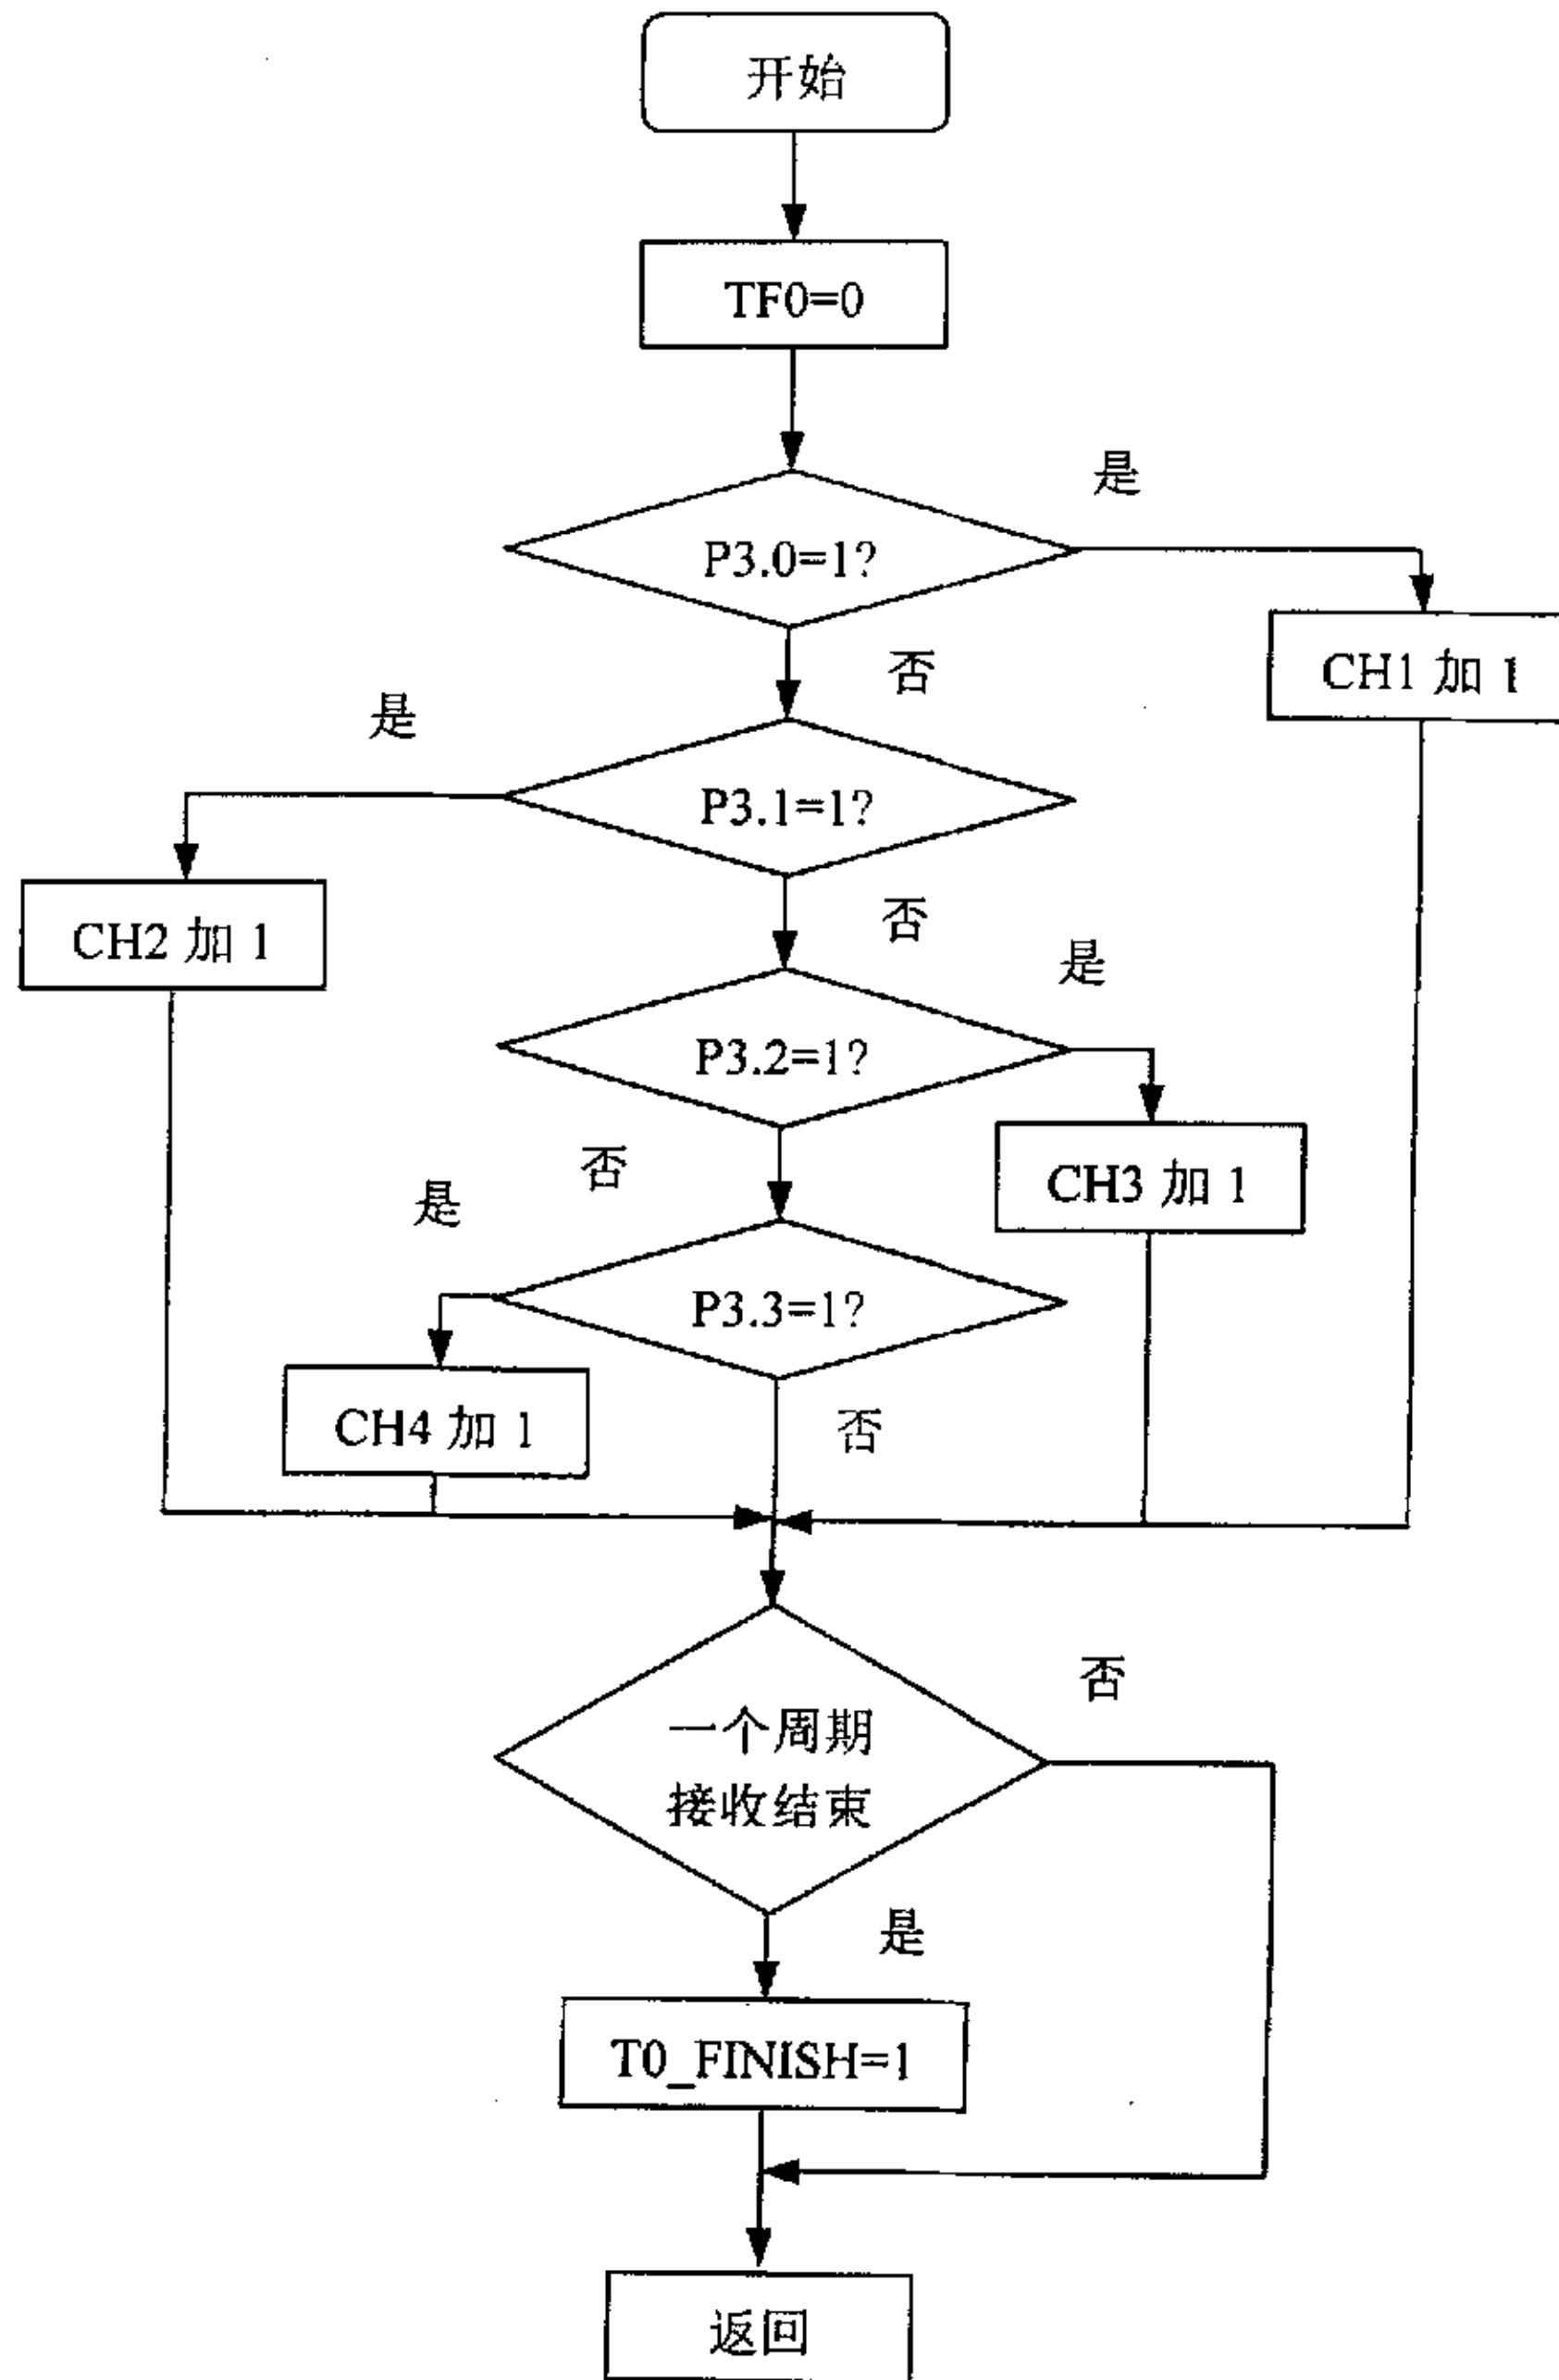 开始
TF0=0
是
P3.0=1?
否
CH1 加 1
是
P3.1=1?
CH2 加 1
否
是
P3.2=1?
否
是
CH3 加 1
P3.3=1?
CH4 加 1
否
否
一个周期
接收结束
是
T0_FINISH=1
返回